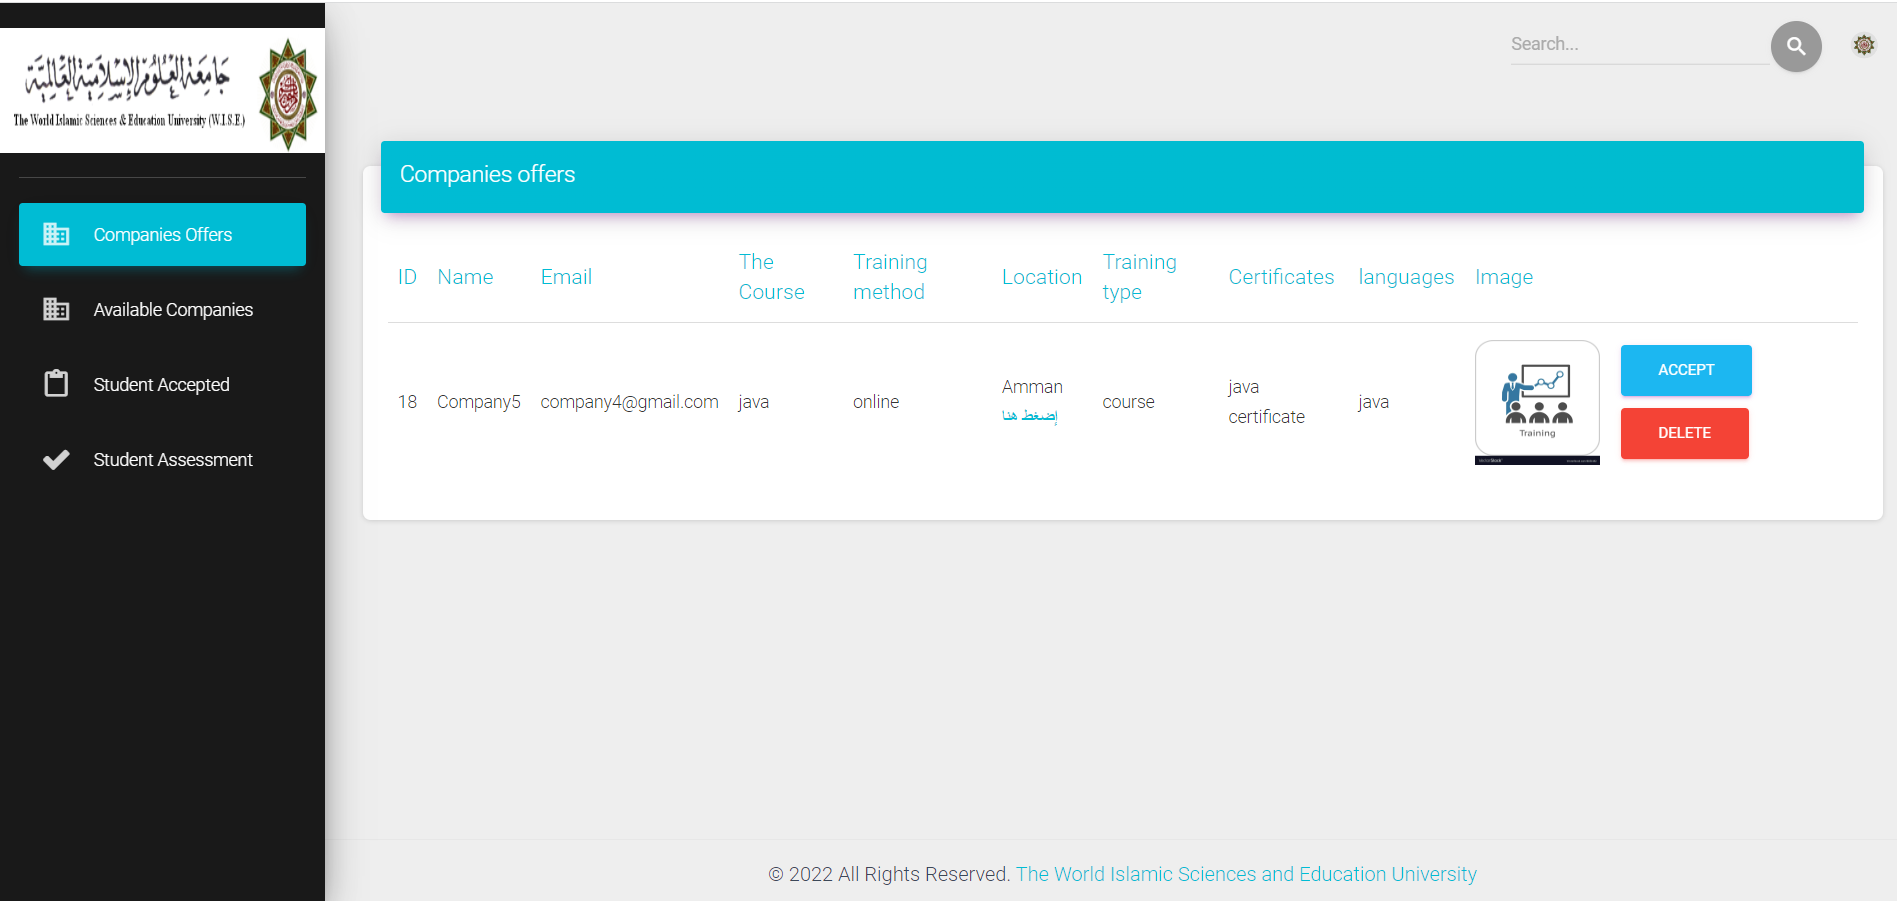 جامعة العلوم الإسلامية العالمية
The World Islamic Sciences & Education University (W.I.S.E.)
Search...
Companies Offers
Available Companies
Student Accepted
Student Assessment
Companies offers
ID Name Email The Course Training method Location Training type Certificates languages Image
18 Company5 company4@gmail.com java online Amman إضغط هنا course java certificate java
Training
ACCEPT
DELETE
© 2022 All Rights Reserved. The World Islamic Sciences and Education University